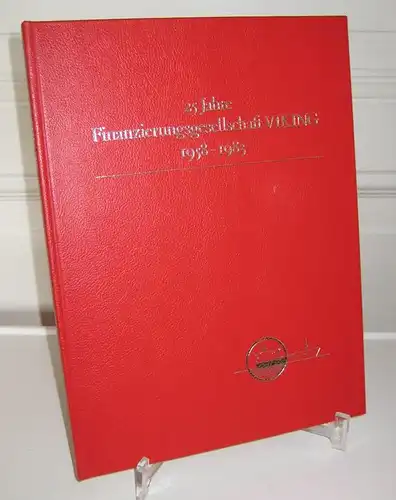 25 Jahre
Finanzierungsgesellschaft VIKING
1958–1983